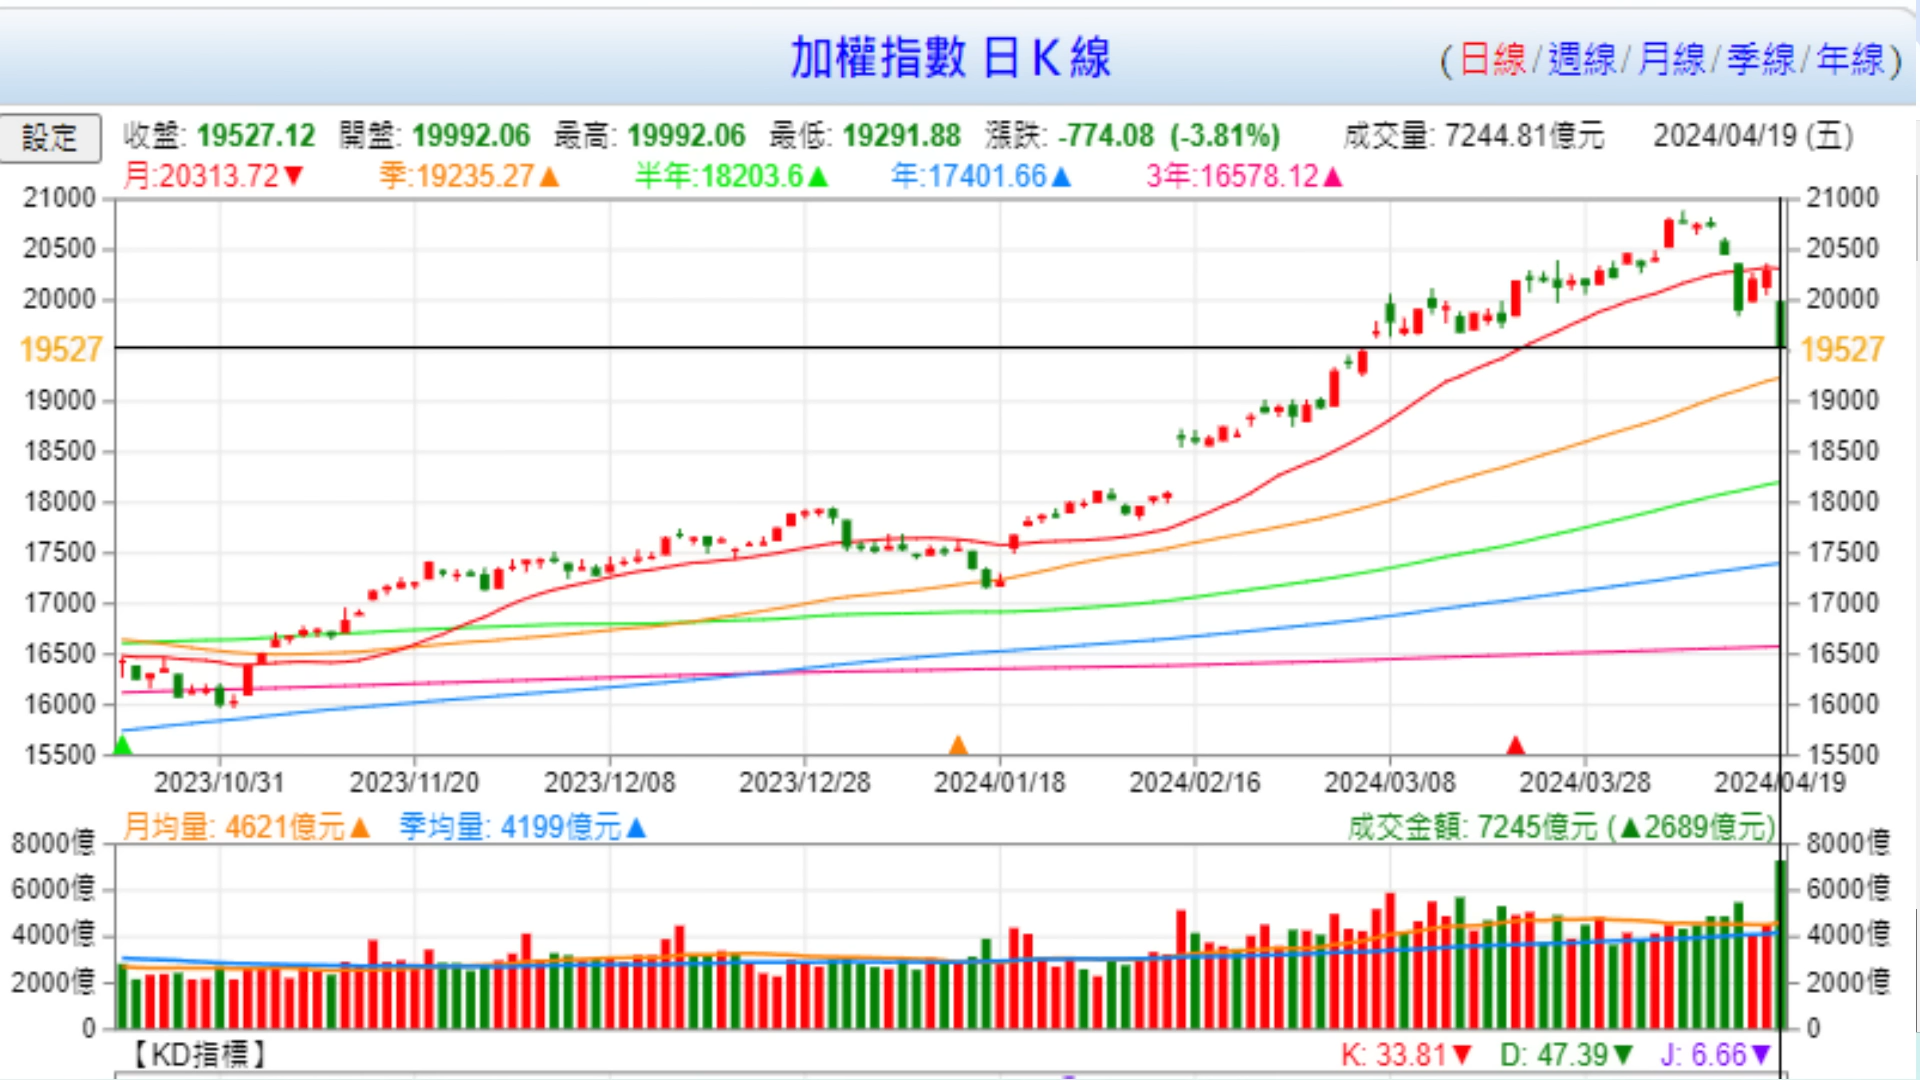 加權指數 日K線
(日線/週線/月線/季線/年線)
設定 收盤: 19527.12 開盤: 19992.06 最高: 19992.06 最低: 19291.88 漲跌: -774.08 (-3.81%) 成交量: 7244.81億元 2024/04/19 (五)
月:20313.72▼ 季:19235.27▲ 半年:18203.6▲ 年:17401.66▲ 3年:16578.12▲
21000 21000
20500 20500
20000 20000
19527 19527
19000 19000
18500 18500
18000 18000
17500 17500
17000 17000
16500 16500
16000 16000
15500 15500
2023/10/31 2023/11/20 2023/12/08 2023/12/28 2024/01/18 2024/02/16 2024/03/08 2024/03/28 2024/04/19
月均量: 4621億元▲ 季均量: 4199億元▲ 成交金額: 7245億元 (▲2689億元)
8000億 8000億
6000億 6000億
4000億 4000億
2000億 2000億
0 0
【KD指標】 K: 33.81▼ D: 47.39▼ J: 6.66▼